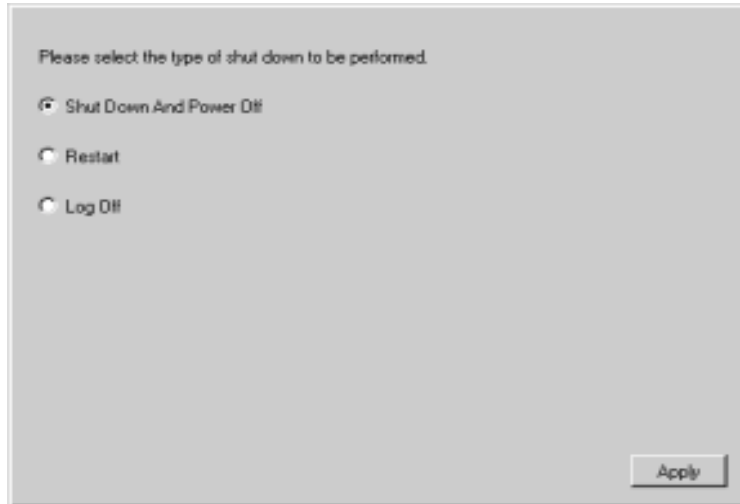 Please select the type of shut down to be performed.
Shut Down And Power Off
Restart
Log Off
Apply